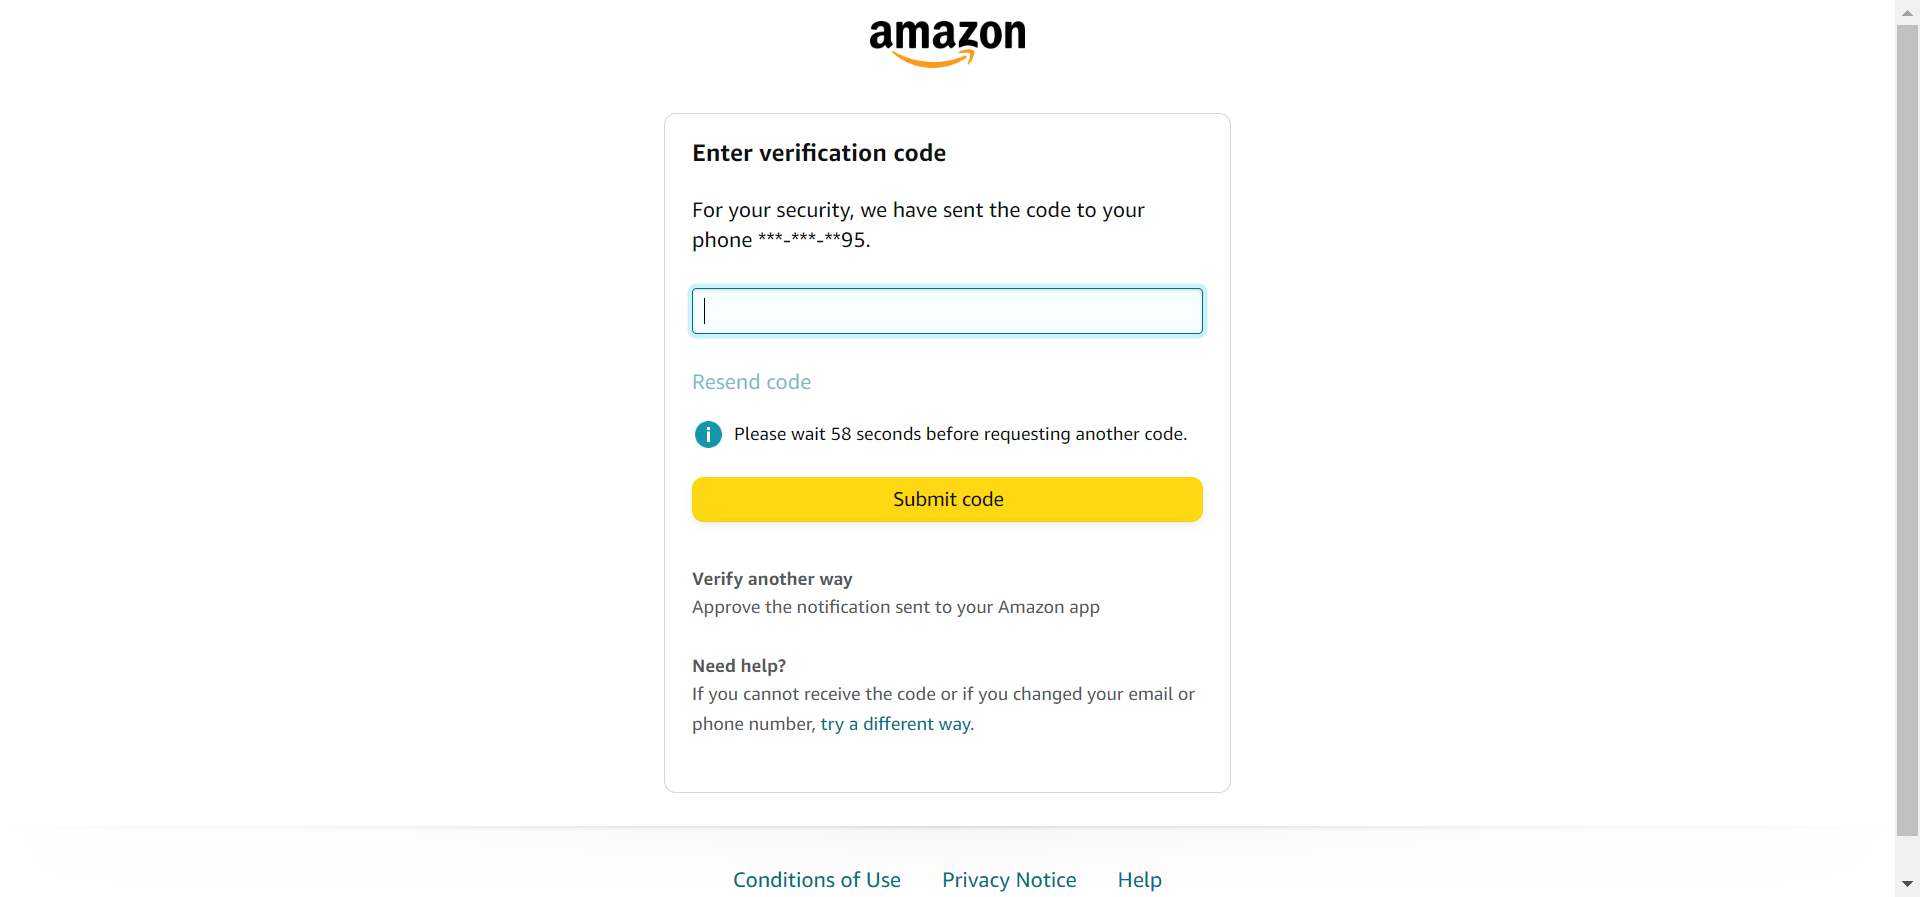 amazon
Enter verification code
For your security, we have sent the code to your
phone ***-***-**95.
Resend code
i Please wait 58 seconds before requesting another code.
Submit code
Verify another way
Approve the notification sent to your Amazon app
Need help?
If you cannot receive the code or if you changed your email or
phone number, try a different way.
Conditions of Use Privacy Notice Help